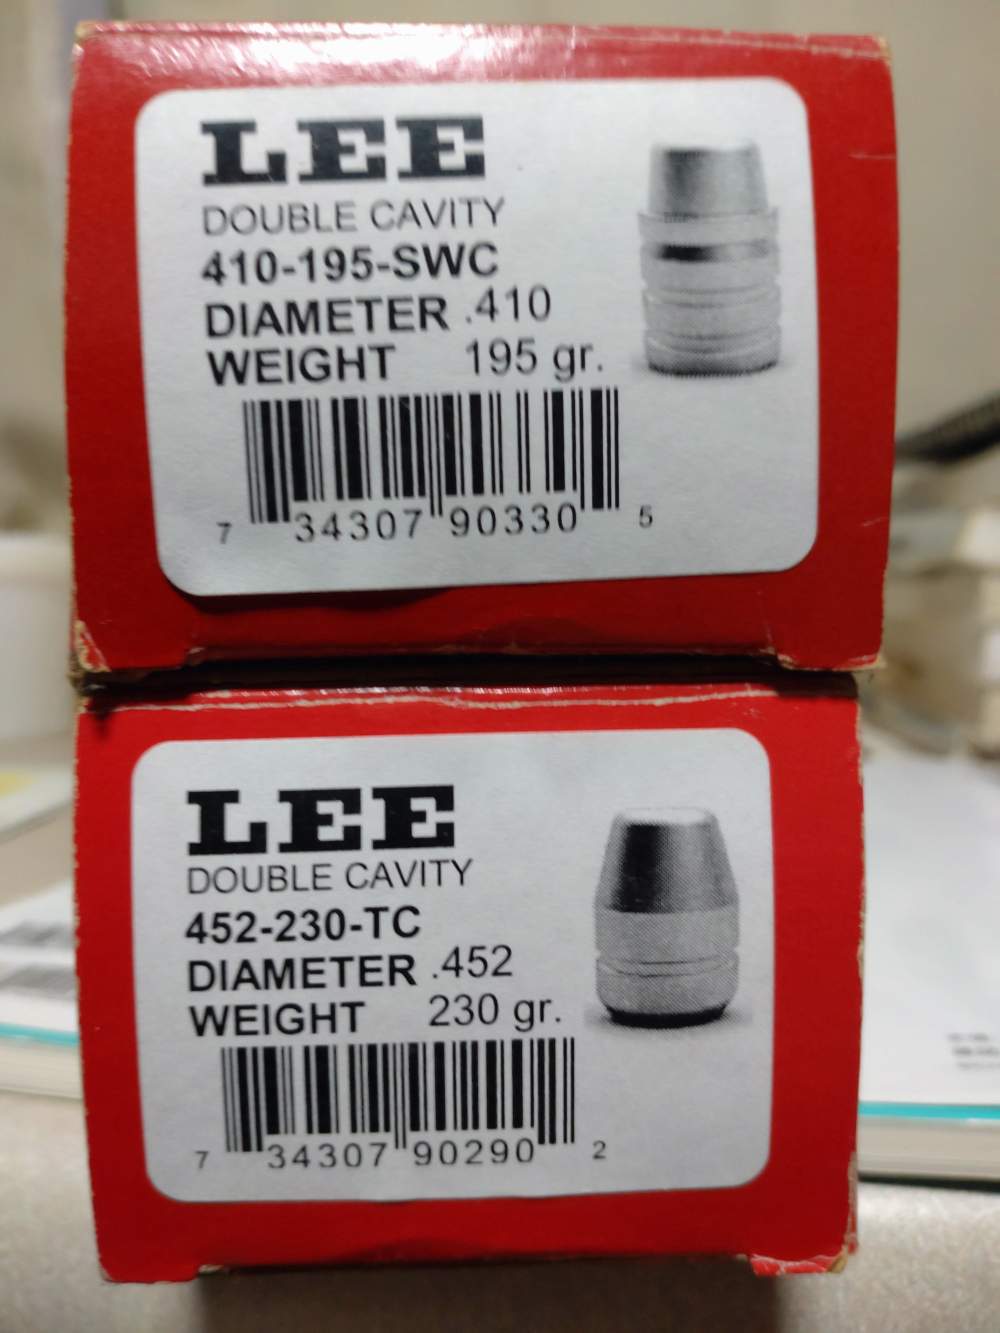 LEE
DOUBLE CAVITY
410-195-SWC
DIAMETER .410
WEIGHT 195 gr.
7 34307 90330 5
LEE
DOUBLE CAVITY
452-230-TC
DIAMETER .452
WEIGHT 230 gr.
7 34307 90290 2